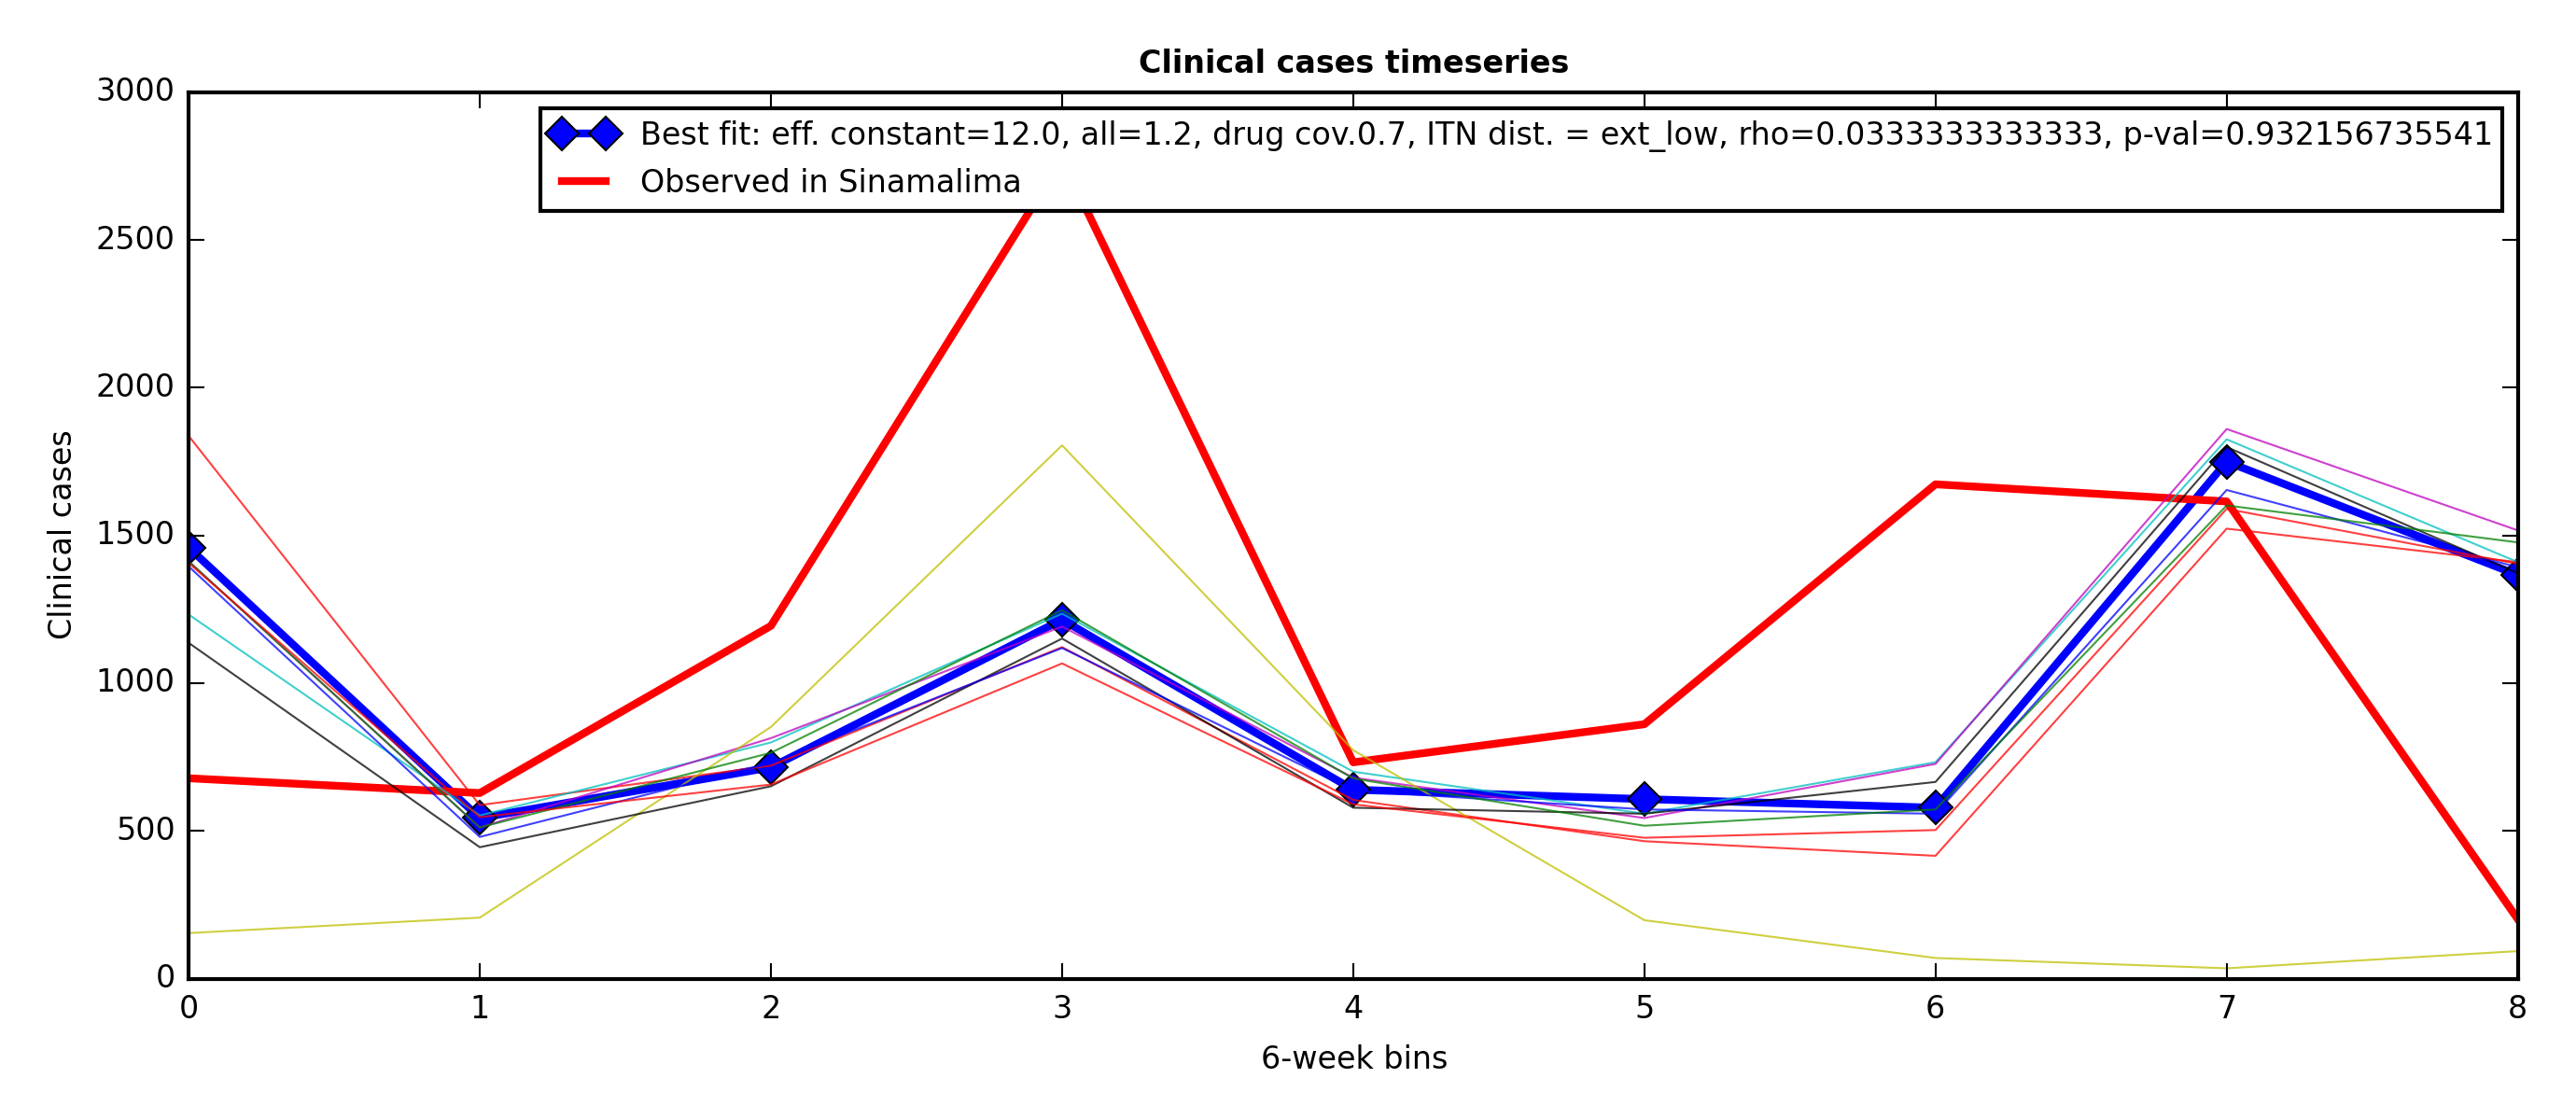 Clinical cases timeseries
3000
2500
2000
1500
1000
500
0
Clinical cases
Best fit: eff. constant=12.0, all=1.2, drug cov.0.7, ITN dist. = ext_low, rho=0.0333333333333, p-val=0.932156735541
Observed in Sinamalima
0 1 2 3 4 5 6 7 8
6-week bins